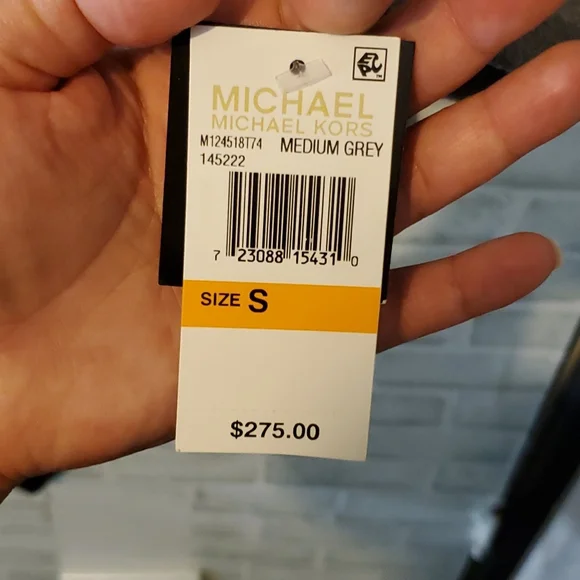 MICHAEL
MICHAEL KORS
M124518T74 MEDIUM GREY
145222
7 23088 15431 0
SIZE S
$275.00